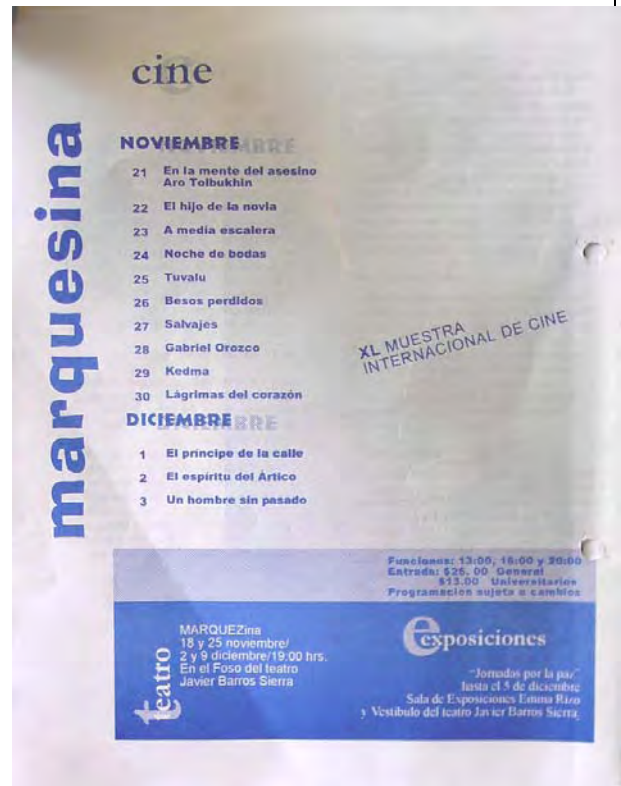 cine
marquesina
NOVIEMBRE
21 En la mente del asesino
Aro Tolbukhin
22 El hijo de la novia
23 A media escalera
24 Noche de bodas
25 Tuvalu
26 Besos perdidos
27 Salvajes
28 Gabriel Orozco
29 Kedma
30 Lágrimas del corazón
DICIEMBRE
1 El príncipe de la calle
2 El espíritu del Ártico
3 Un hombre sin pasado
XL MUESTRA
INTERNACIONAL DE CINE
Funciones: 13:00, 16:00 y 20:00
Entrada: $26.00 General
$13.00 Universitarios
Programación sujeta a cambios
teatro
MARQUEZina
18 y 25 noviembre/
2 y 9 diciembre/19:00 hrs.
En el Foso del teatro
Javier Barros Sierra
exposiciones
"Jornadas por la paz"
hasta el 5 de diciembre
Sala de Exposiciones Emma Rizo
y Vestíbulo del teatro Javier Barros Sierra